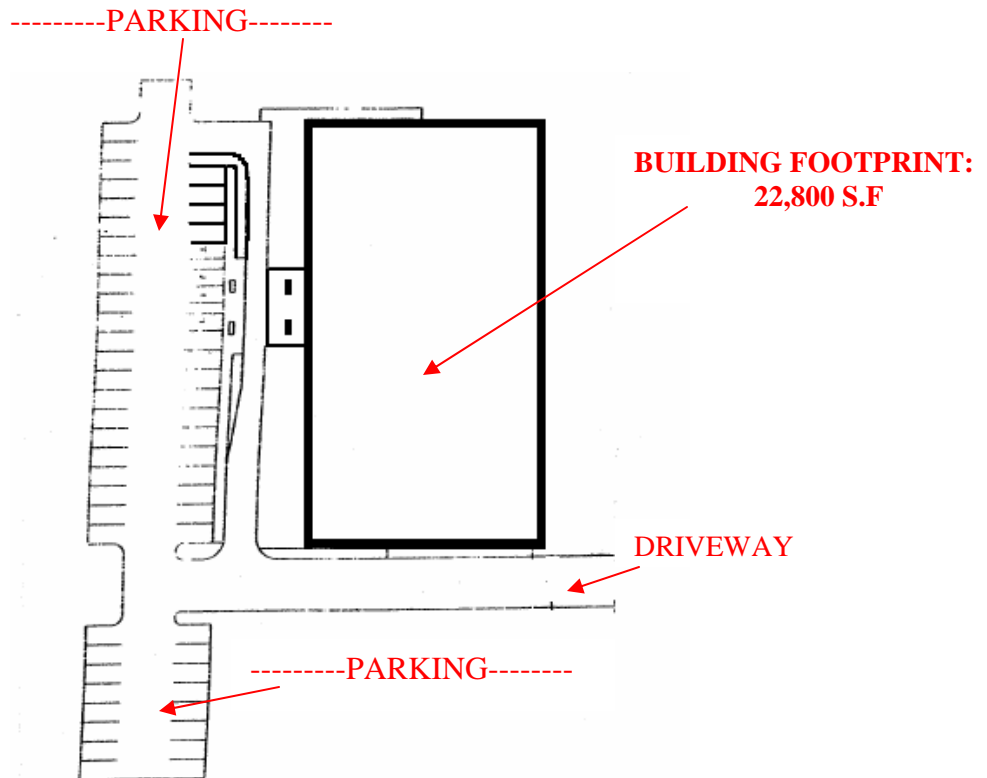 ---------PARKING--------
BUILDING FOOTPRINT:
22,800 S.F
DRIVEWAY
---------PARKING--------